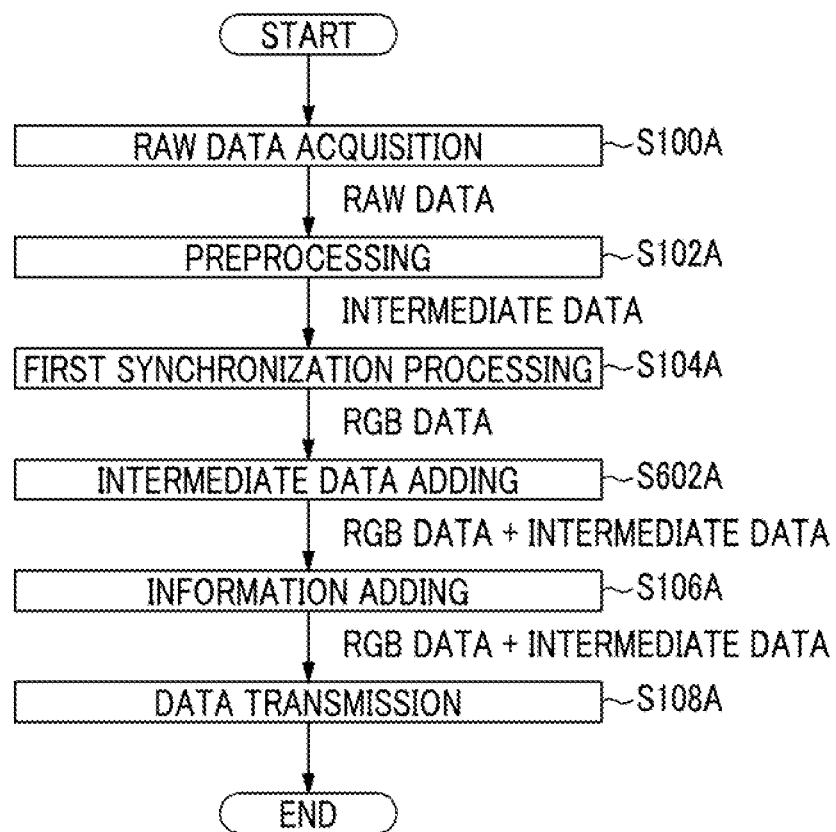 START
RAW DATA ACQUISITION S100A
RAW DATA
PREPROCESSING S102A
INTERMEDIATE DATA
FIRST SYNCHRONIZATION PROCESSING S104A
RGB DATA
INTERMEDIATE DATA ADDING S602A
RGB DATA + INTERMEDIATE DATA
INFORMATION ADDING S106A
RGB DATA + INTERMEDIATE DATA
DATA TRANSMISSION S108A
END